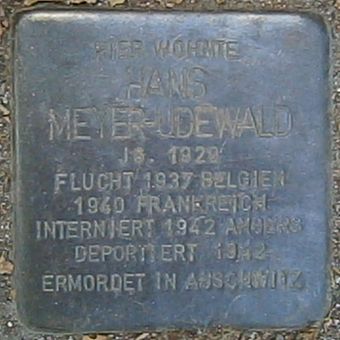 HIER WOHNTE
HANS
MEYER-UDEWALD
JG. 1920
FLUCHT 1937 BELGIEN
1940 FRANKREICH
INTERNIERT 1942 ANGERS
DEPORTIERT 1942
ERMORDET IN AUSCHWITZ